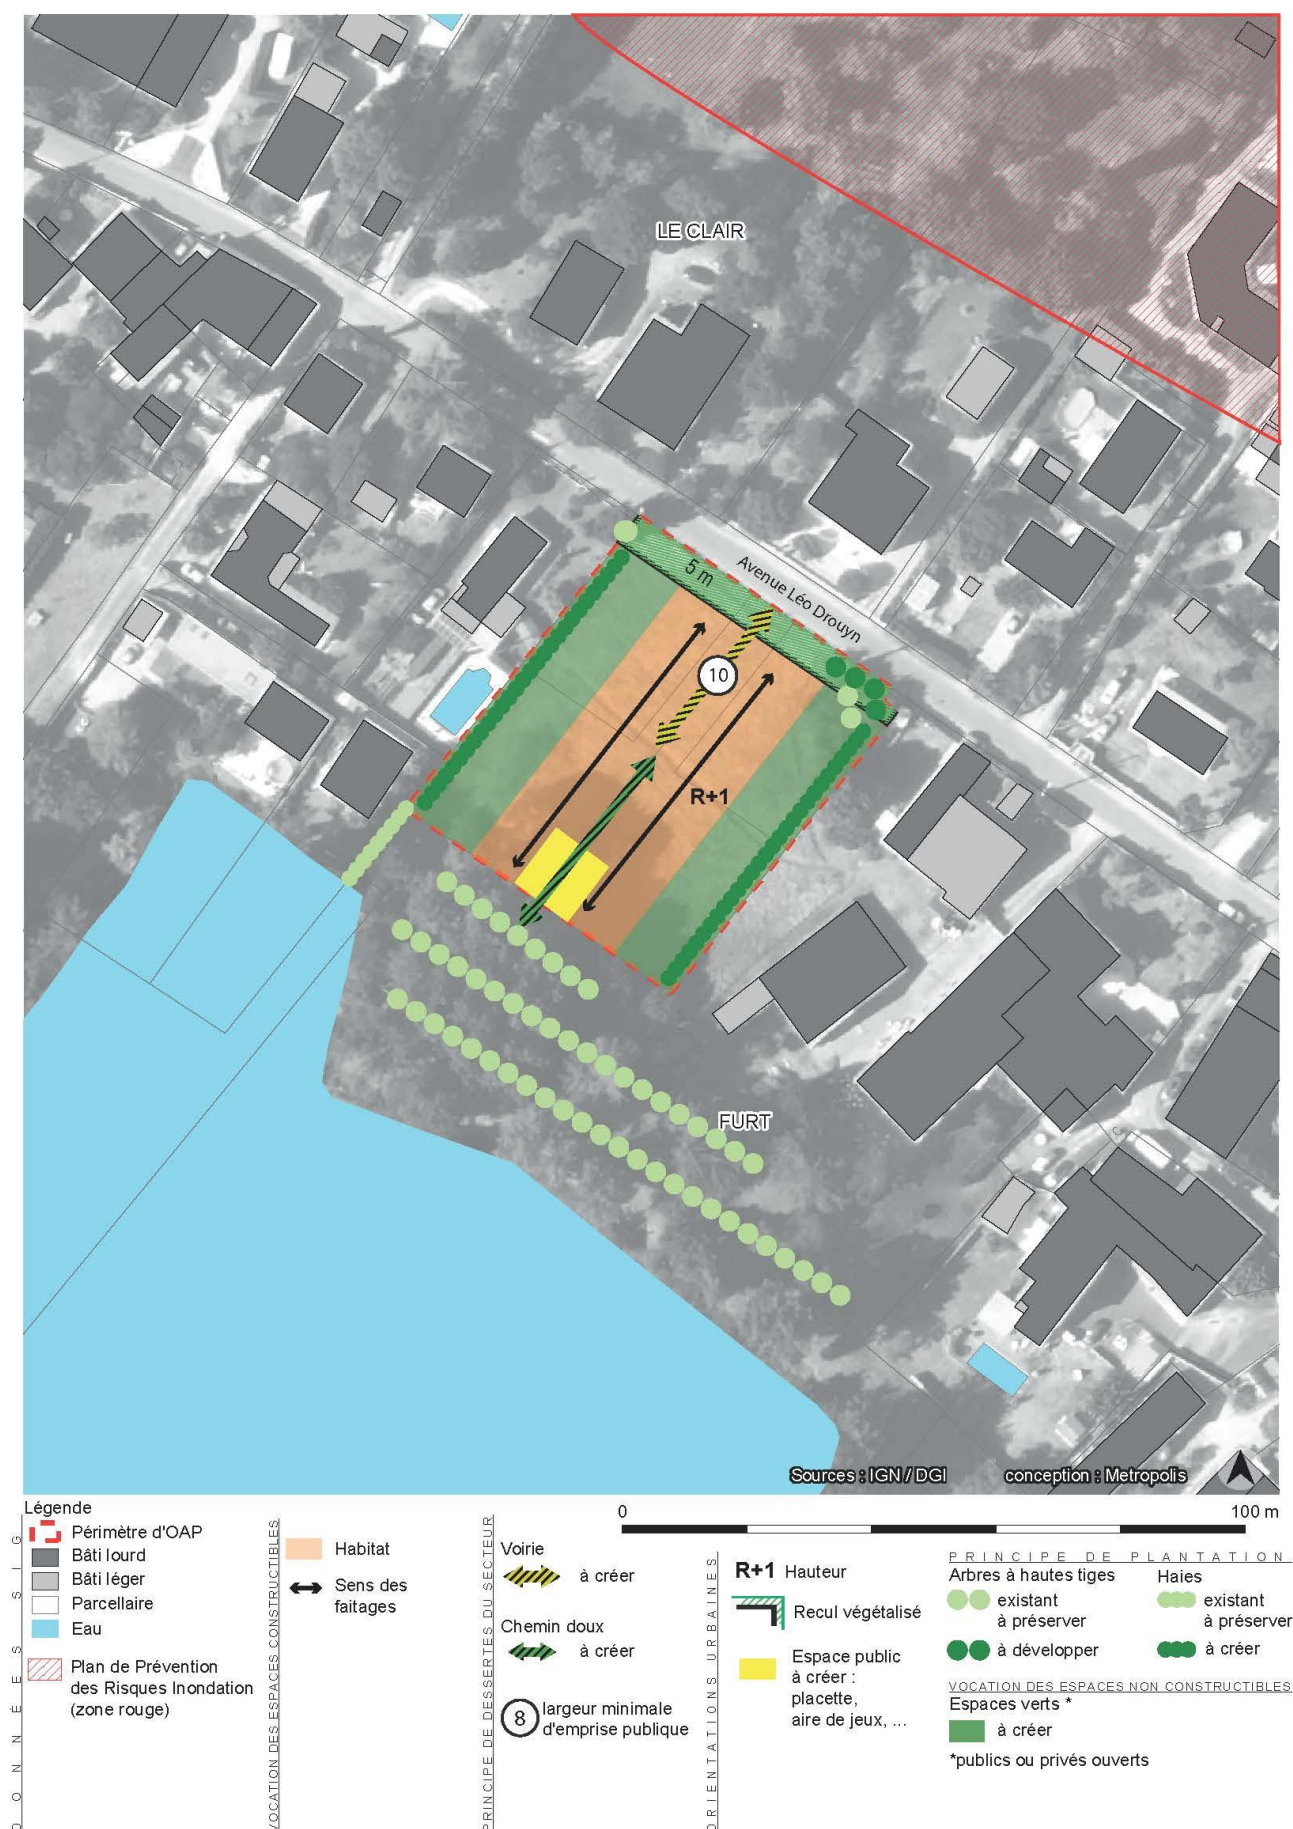 LE CLAIR
Avenue Léo Drouyn
5 m
10
R+1
FURT
Sources : IGN / DGI
conception : Metropolis
Légende
0
100 m
DONNÉES SIG
Périmètre d'OAP
Bâti lourd
Bâti léger
Parcellaire
Eau
Plan de Prévention
des Risques Inondation
(zone rouge)
VOCATION DES ESPACES CONSTRUCTIBLES
Habitat
Sens des
faitages
PRINCIPE DE DESSERTES DU SECTEUR
Voirie
à créer
Chemin doux
à créer
8
largeur minimale
d'emprise publique
ORIENTATIONS URBAINES
R+1 Hauteur
Recul végétalisé
Espace public
à créer :
placette,
aire de jeux, ...
PRINCIPE DE PLANTATION
Arbres à hautes tiges
existant
à préserver
à développer
Haies
existant
à préserver
à créer
VOCATION DES ESPACES NON CONSTRUCTIBLES
Espaces verts *
à créer
*publics ou privés ouverts